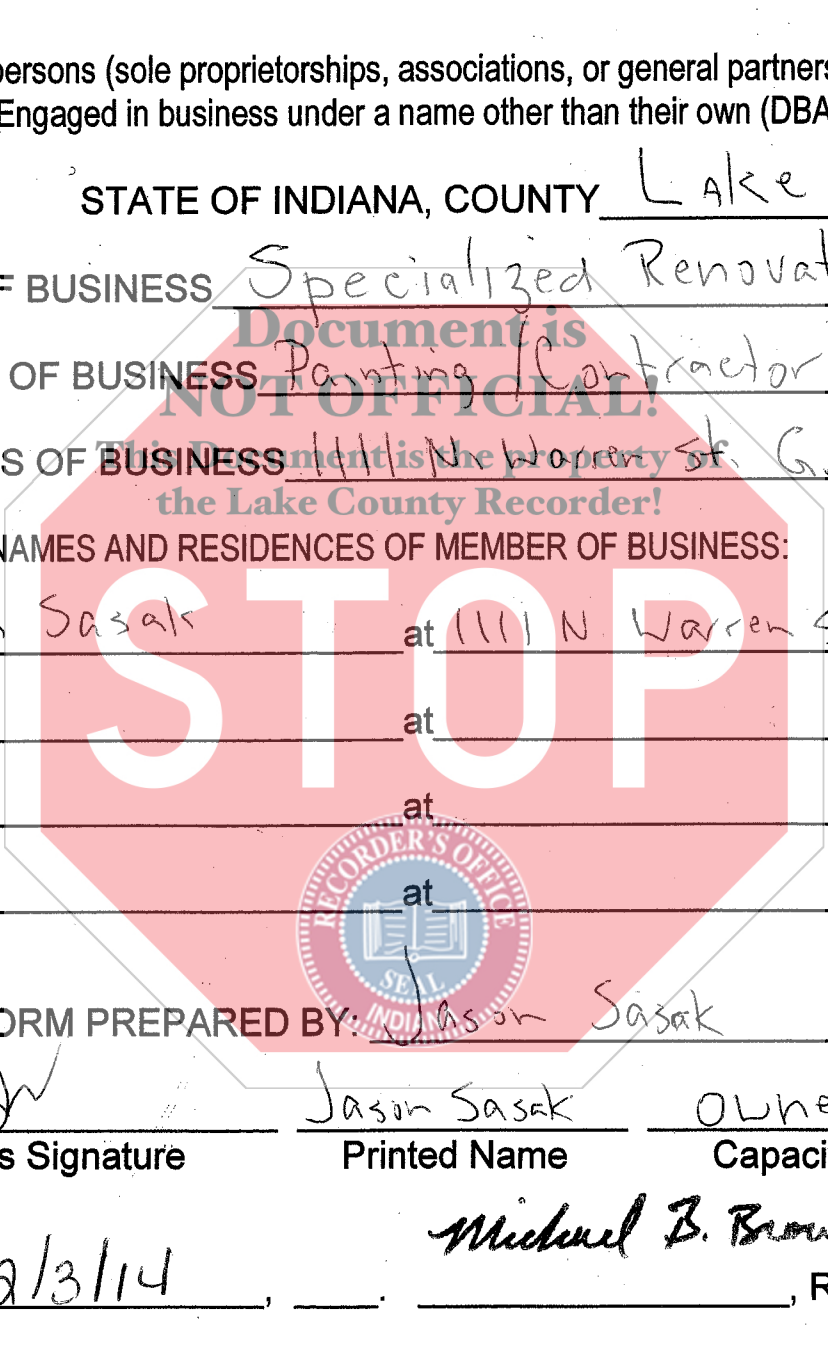 persons (sole proprietorships, associations, or general partners
Engaged in business under a name other than their own (DBA
STATE OF INDIANA, COUNTY Lake
F BUSINESS Specialized Renovat
Document is
OF BUSINESS Painting / Contractor
NOT OFFICIAL!
S OF BUSINESS 1111 N. Warren St. G.
This Document is the property of
the Lake County Recorder!
NAMES AND RESIDENCES OF MEMBER OF BUSINESS:
Sasak at 1111 N. Warren S
STOP
at
at
at
RECORDER'S OFFICE
SEAL
INDIANA
ORM PREPARED BY: Jason Sasak
Jason Sasak Owne
s Signature Printed Name Capaci
Michael B. Brow
2/3/14 , . , R